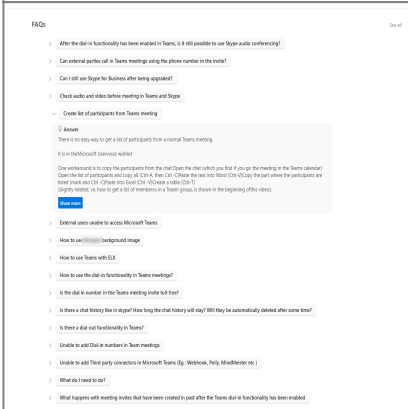 FAQs
See all
After the dial-in functionality has been enabled in Teams, is it still possible to use Skype audio conferencing?
Can external parties call in Teams meetings using the phone number in the invite?
Can I still use Skype for Business after being upgraded?
Check audio and video before meeting in Teams and Skype
Create list of participants from Teams meeting
Answer
There is no easy way to get a list of participants from a normal Teams meeting.
It is in theMicrosoft Uservoice wishlist
One workaround is to copy the participants from the chat:Open the chat (which you find if you go the meeting in the Teams calendar)
Open the list of participants and copy all (Ctrl-A, then Ctrl -C)Paste the text into Word (Ctrl-V)Copy the part where the participants are
listed (mark and Ctrl -C)Paste into Excel (Ctrl -V)Create a table (Ctrl-T)
(slightly related, is how to get a list of memberos in a Teasm group, is shown in the beginning ofthis video).
Show more
External users unable to access Microsoft Teams
How to use background image
How to use Teams with ELX
How to use the dial-in functionality in Teams meetings?
Is the dial in number in the Teams meeting invite toll-free?
Is there a chat history like in skype? How long the chat history will stay? Will they be automatically deleted after some time?
Is there a dial-out functionality in Teams?
Unable to add Dial-in numbers in Team meetings
Unable to add Third party connectors in Microsoft Teams (Eg : Webhook, Polly, MindMeister etc )
What do I need to do?
What happens with meeting invites that have been created in past after the Teams dial-in functionality has been enabled